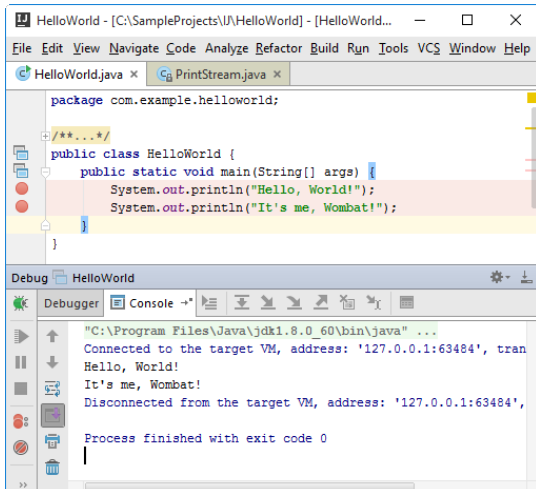 IJ HelloWorld - [C:\SampleProjects\IJ\HelloWorld] - [HelloWorld...
File Edit View Navigate Code Analyze Refactor Build Run Tools VCS Window Help
HelloWorld.java × PrintStream.java ×
package com.example.helloworld;
/**...*/
public class HelloWorld {
public static void main(String[] args) {
System.out.println("Hello, World!");
System.out.println("It's me, Wombat!");
}
}
Debug HelloWorld
Debugger Console
"C:\Program Files\Java\jdk1.8.0_60\bin\java" ...
Connected to the target VM, address: '127.0.0.1:63484', tran
Hello, World!
It's me, Wombat!
Disconnected from the target VM, address: '127.0.0.1:63484',
Process finished with exit code 0